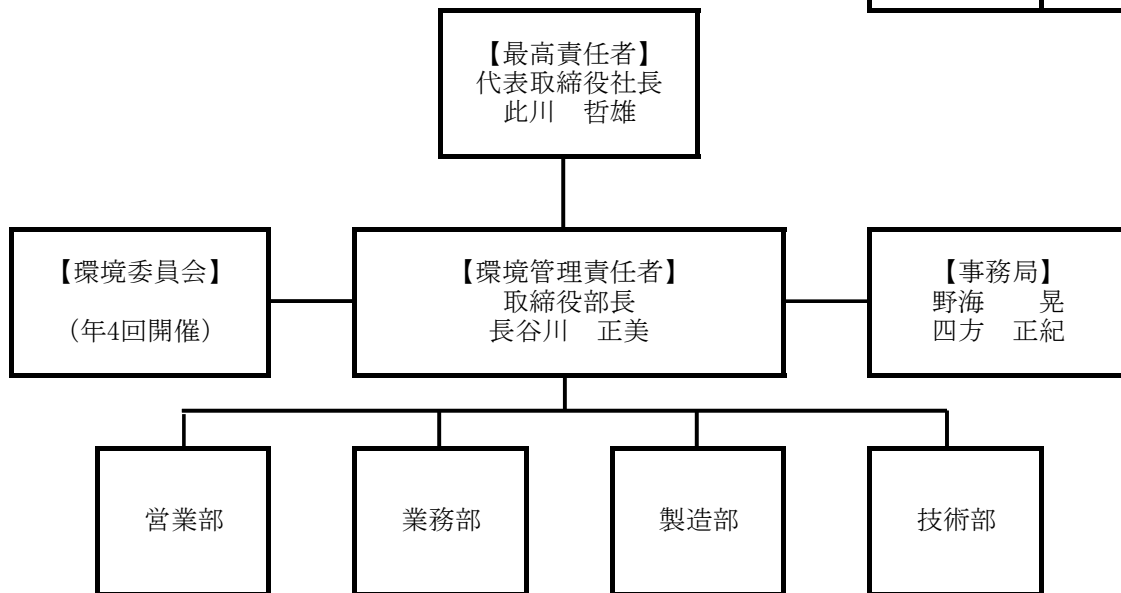 【最高責任者】
代表取締役社長
此川　哲雄
【環境委員会】
（年4回開催）
【環境管理責任者】
取締役部長
長谷川　正美
【事務局】
野海　　晃
四方　正紀
営業部
業務部
製造部
技術部